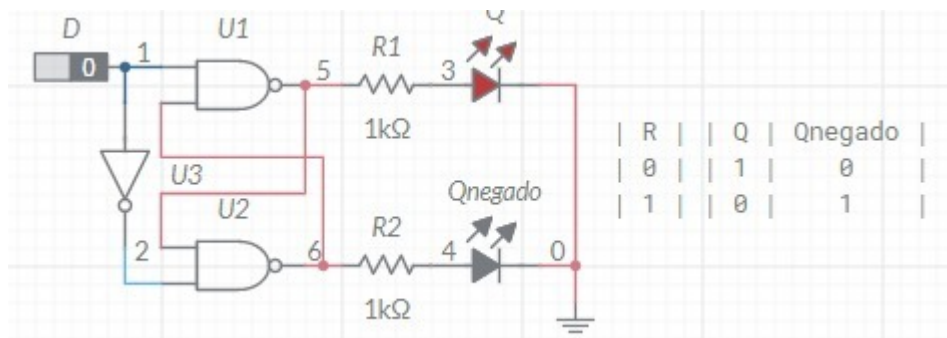 D
U1
Q
0
1
5
R1
3
1kΩ
U3
U2
Qnegado
R2
2
6
4
0
1kΩ
| R | | Q | Qnegado |
| 0 | | 1 | 0 |
| 1 | | 0 | 1 |